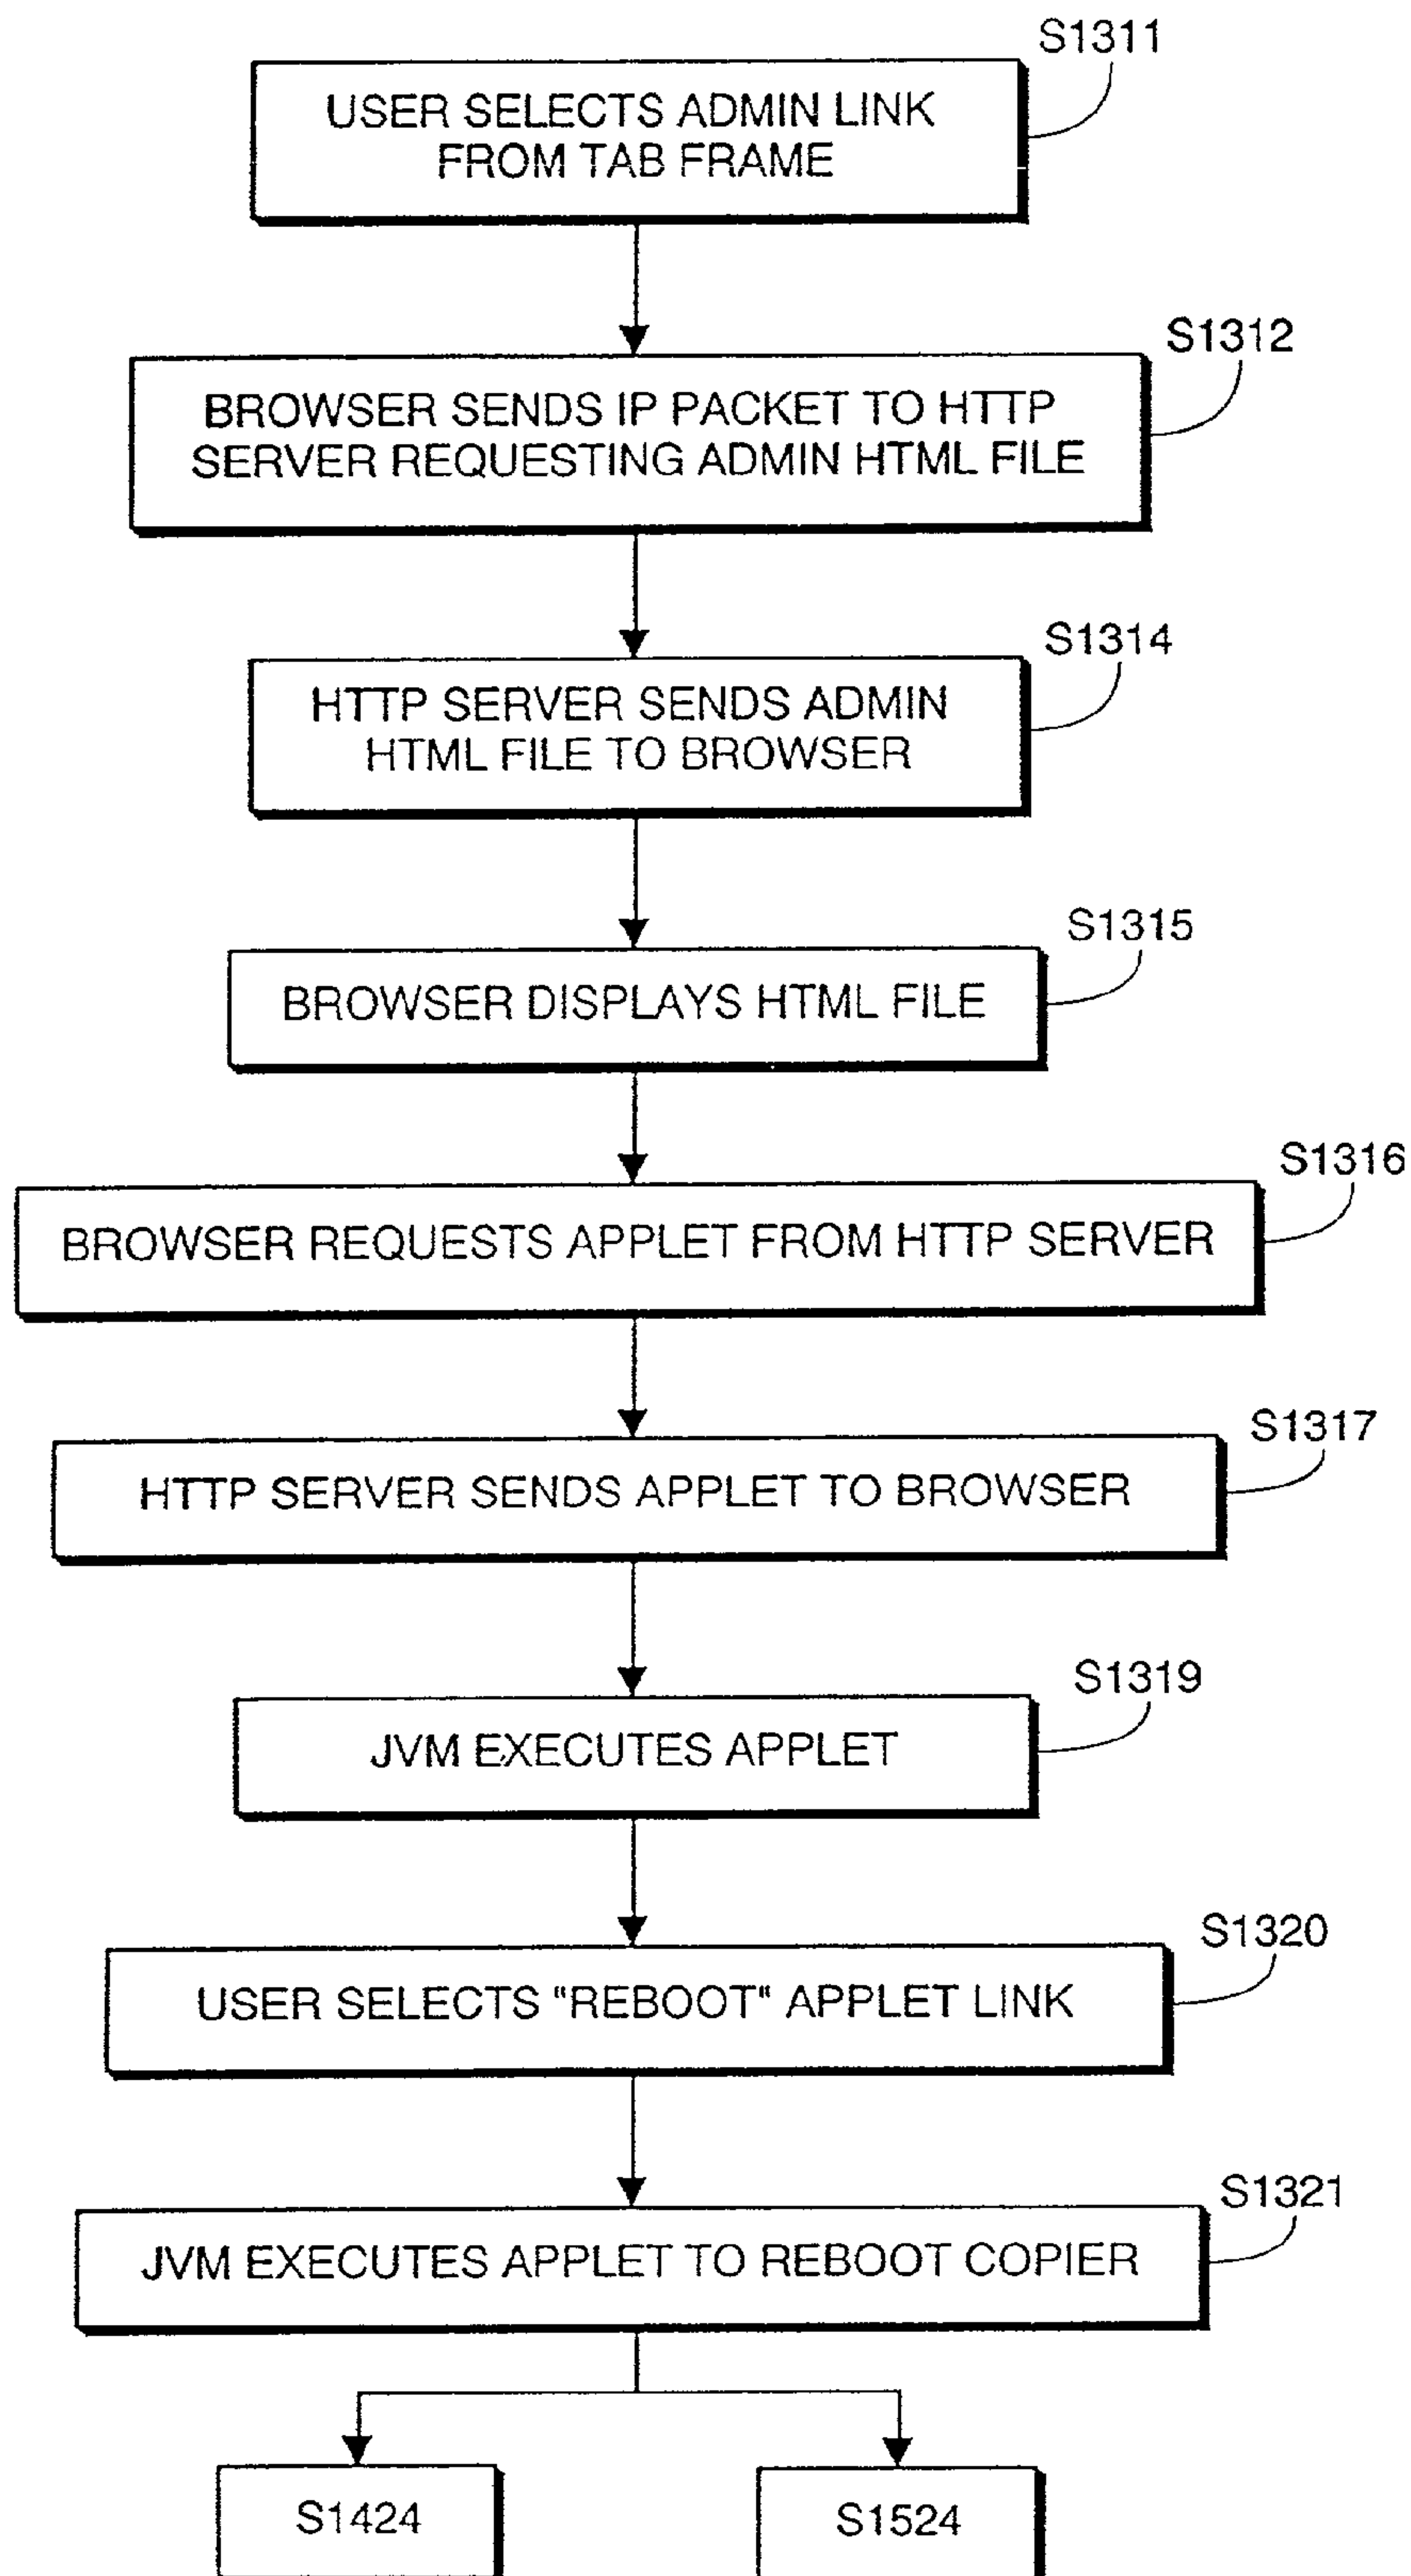 S1311
USER SELECTS ADMIN LINK
FROM TAB FRAME
S1312
BROWSER SENDS IP PACKET TO HTTP
SERVER REQUESTING ADMIN HTML FILE
S1314
HTTP SERVER SENDS ADMIN
HTML FILE TO BROWSER
S1315
BROWSER DISPLAYS HTML FILE
S1316
BROWSER REQUESTS APPLET FROM HTTP SERVER
S1317
HTTP SERVER SENDS APPLET TO BROWSER
S1319
JVM EXECUTES APPLET
S1320
USER SELECTS "REBOOT" APPLET LINK
S1321
JVM EXECUTES APPLET TO REBOOT COPIER
S1424
S1524